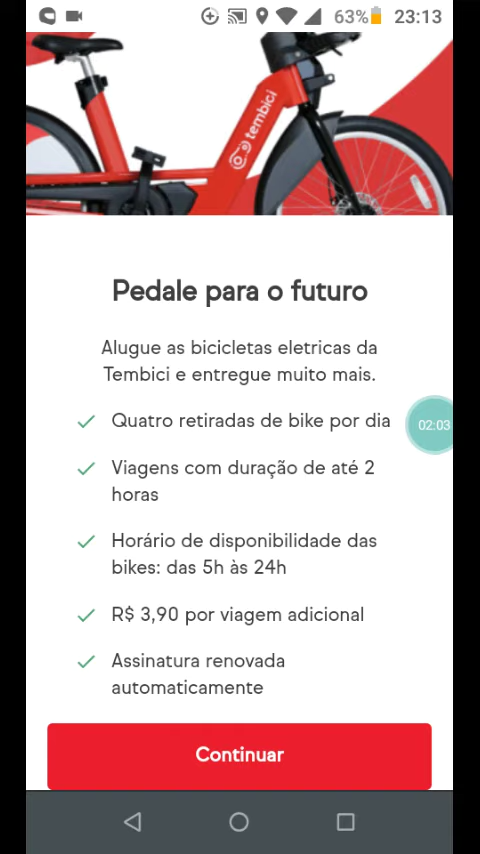 63% 23:13
tembici
Pedale para o futuro
Alugue as bicicletas eletricas da
Tembici e entregue muito mais.
Quatro retiradas de bike por dia
02:03
Viagens com duração de até 2
horas
Horário de disponibilidade das
bikes: das 5h às 24h
R$ 3,90 por viagem adicional
Assinatura renovada
automaticamente
Continuar